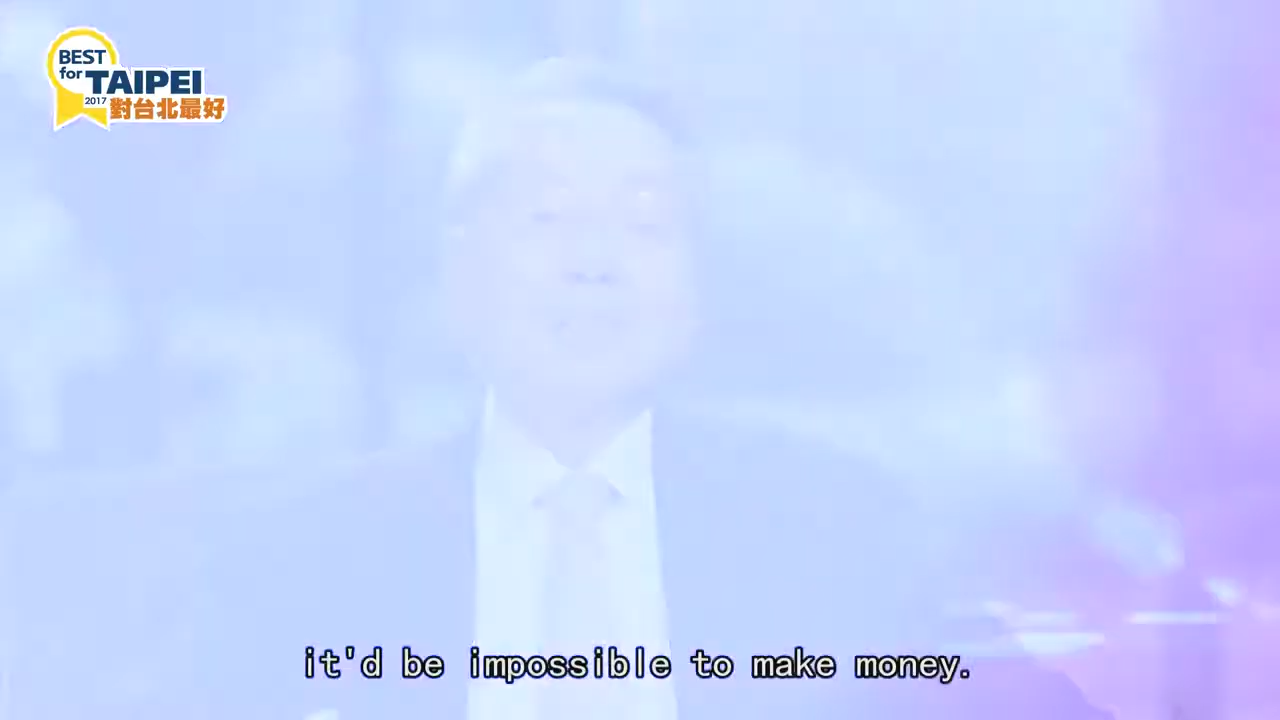 BEST
for TAIPEI
2017 對台北最好
it'd be impossible to make money.